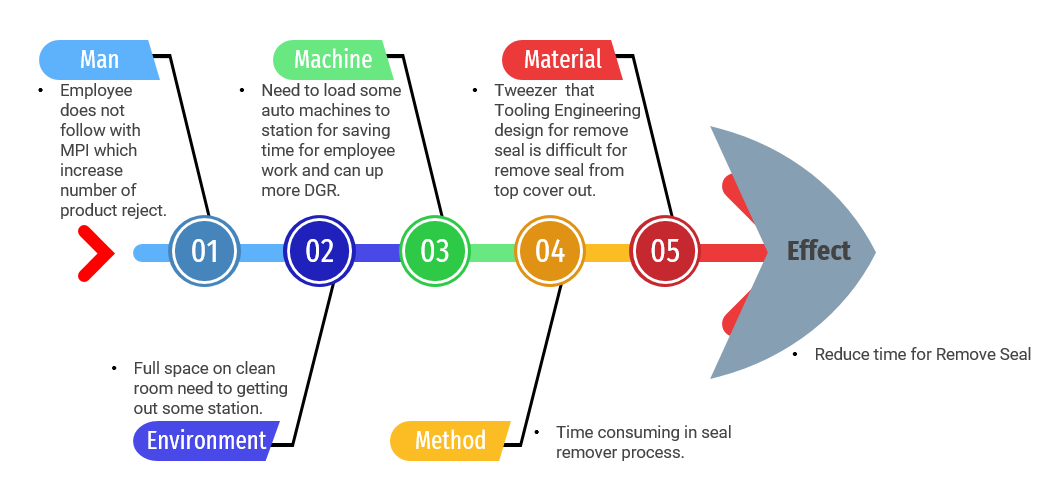 Man
• Employee
does not
follow with
MPI which
increase
number of
product reject.
Machine
• Need to load some
auto machines to
station for saving
time for employee
work and can up
more DGR.
Material
• Tweezer that
Tooling Engineering
design for remove
seal is difficult for
remove seal from
top cover out.
01
02
03
04
05
Effect
• Reduce time for Remove Seal
• Full space on clean
room need to getting
out some station.
Environment
Method
• Time consuming in seal
remover process.